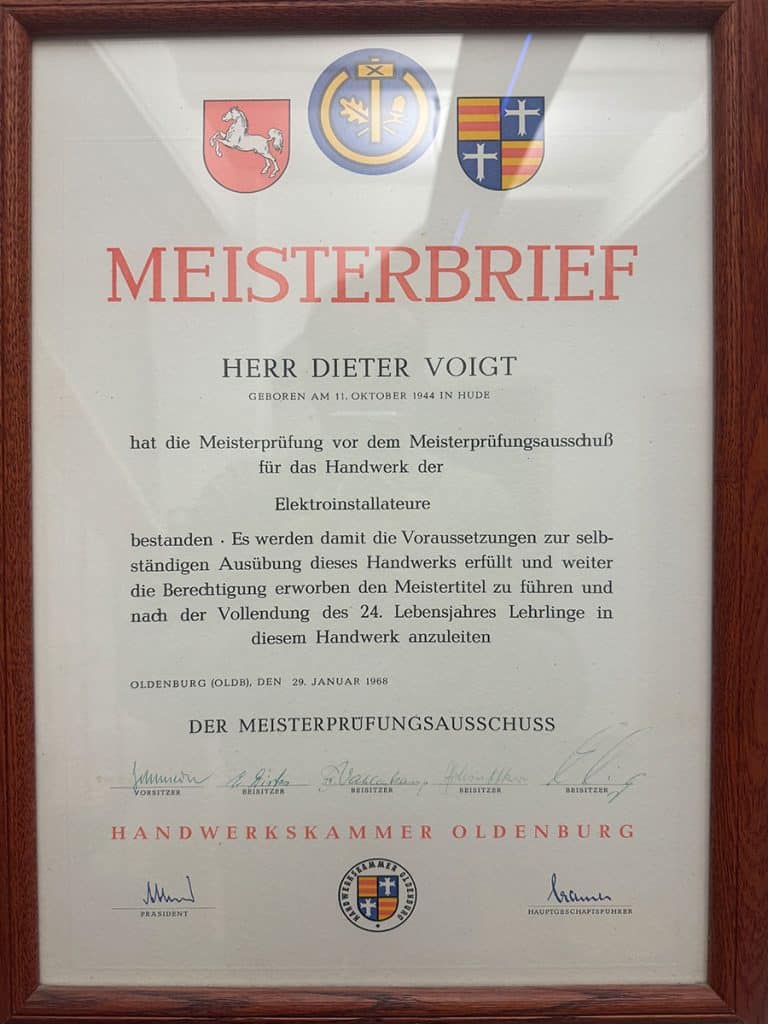 MEISTERBRIEF
HERR DIETER VOIGT
GEBOREN AM 11. OKTOBER 1944 IN HUDE
hat die Meisterprüfung vor dem Meisterprüfungsausschuß
für das Handwerk der
Elektroinstallateure
bestanden · Es werden damit die Voraussetzungen zur selb-
ständigen Ausübung dieses Handwerks erfüllt und weiter
die Berechtigung erworben den Meistertitel zu führen und
nach der Vollendung des 24. Lebensjahres Lehrlinge in
diesem Handwerk anzuleiten
OLDENBURG (OLDB), DEN 29. JANUAR 1968
DER MEISTERPRÜFUNGSAUSSCHUSS
VORSITZER BEISITZER BEISITZER BEISITZER BEISITZER
HANDWERKSKAMMER OLDENBURG
HANDWERKSKAMMER OLDENBURG
PRÄSIDENT HAUPTGESCHÄFTSFÜHRER